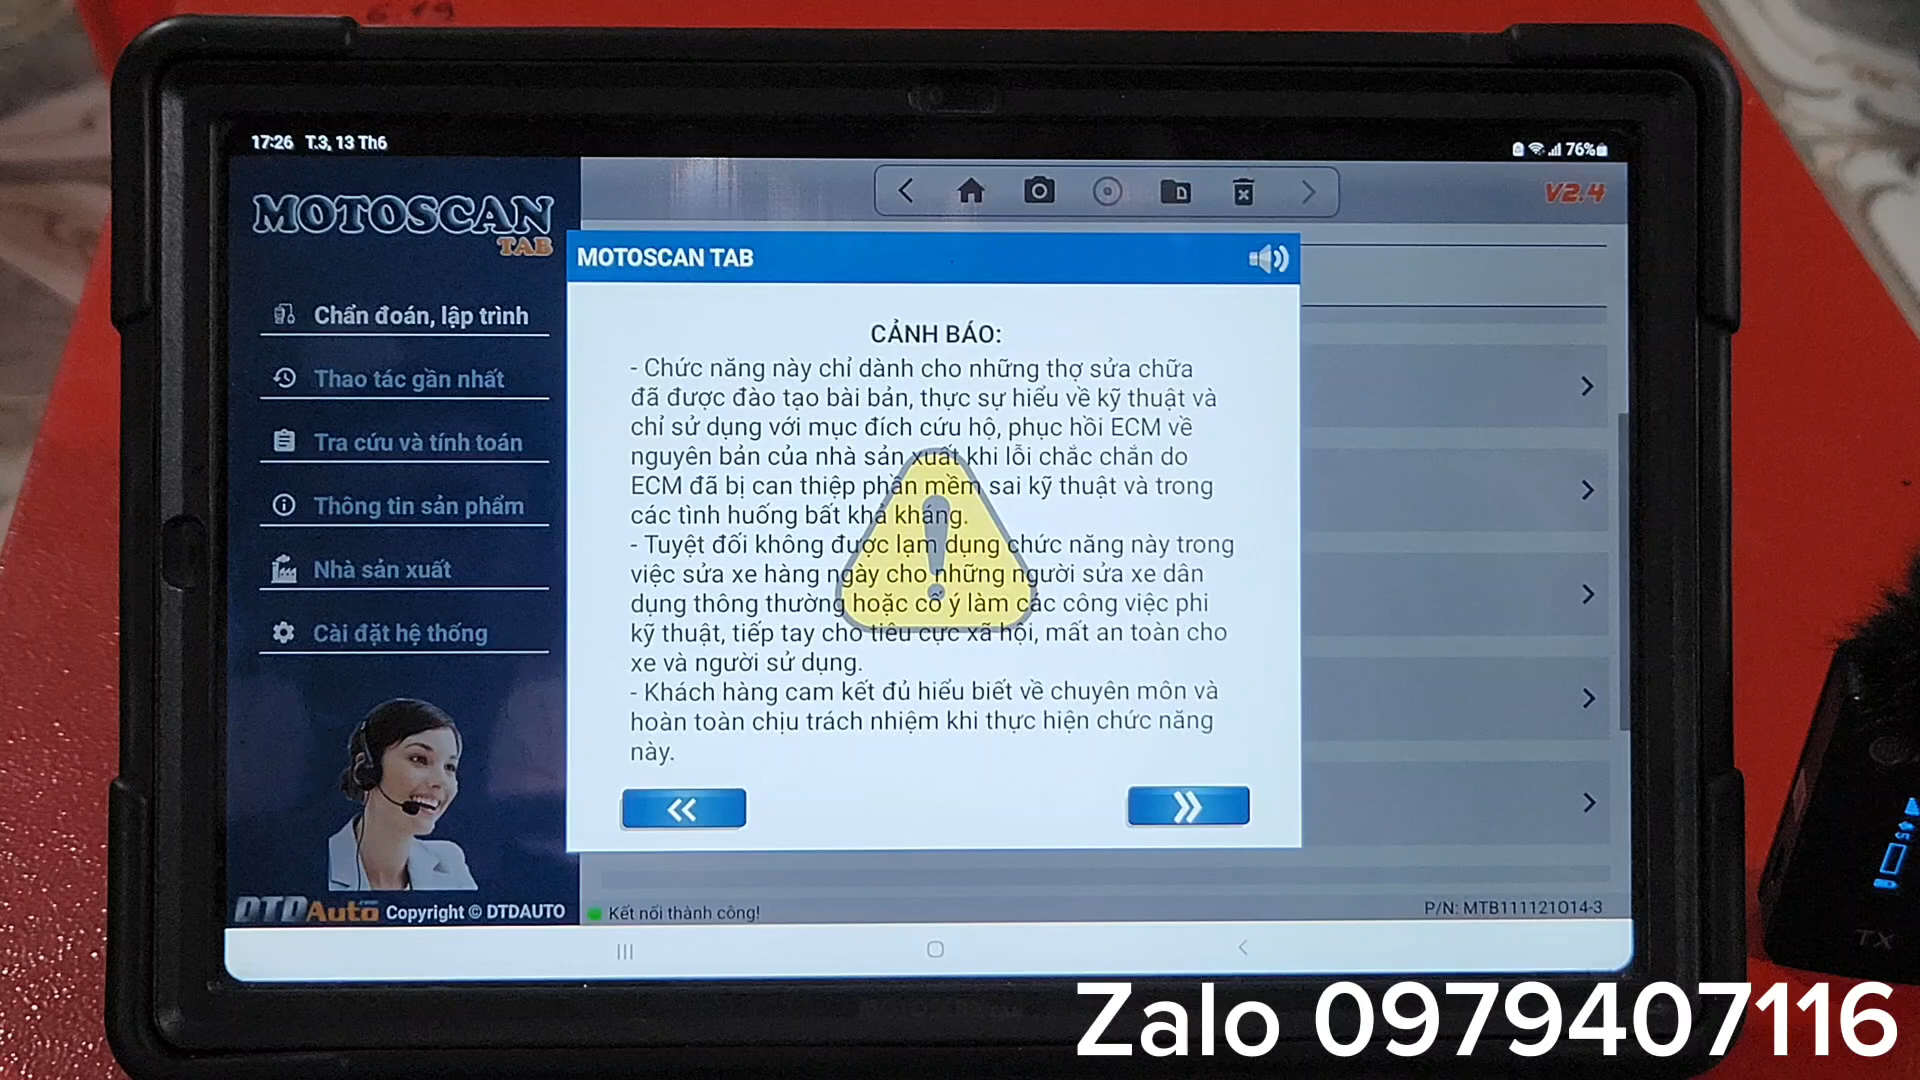 17:26 T.3, 13 Th6
76%
MOTOSCAN
TAB
V2.4
MOTOSCAN TAB
Chẩn đoán, lập trình
Thao tác gần nhất
Tra cứu và tính toán
Thông tin sản phẩm
Nhà sản xuất
Cài đặt hệ thống
CẢNH BÁO:
- Chức năng này chỉ dành cho những thợ sửa chữa
đã được đào tạo bài bản, thực sự hiểu về kỹ thuật và
chỉ sử dụng với mục đích cứu hộ, phục hồi ECM về
nguyên bản của nhà sản xuất khi lỗi chắc chắn do
ECM đã bị can thiệp phần mềm sai kỹ thuật và trong
các tình huống bất khả kháng.
- Tuyệt đối không được lạm dụng chức năng này trong
việc sửa xe hàng ngày cho những người sửa xe dân
dụng thông thường hoặc cố ý làm các công việc phi
kỹ thuật, tiếp tay cho tiêu cực xã hội, mất an toàn cho
xe và người sử dụng.
- Khách hàng cam kết đủ hiểu biết về chuyên môn và
hoàn toàn chịu trách nhiệm khi thực hiện chức năng
này.
DTDAuto Copyright © DTDAUTO
Kết nối thành công!
P/N: MTB111121O14-3
TX
Zalo 0979407116